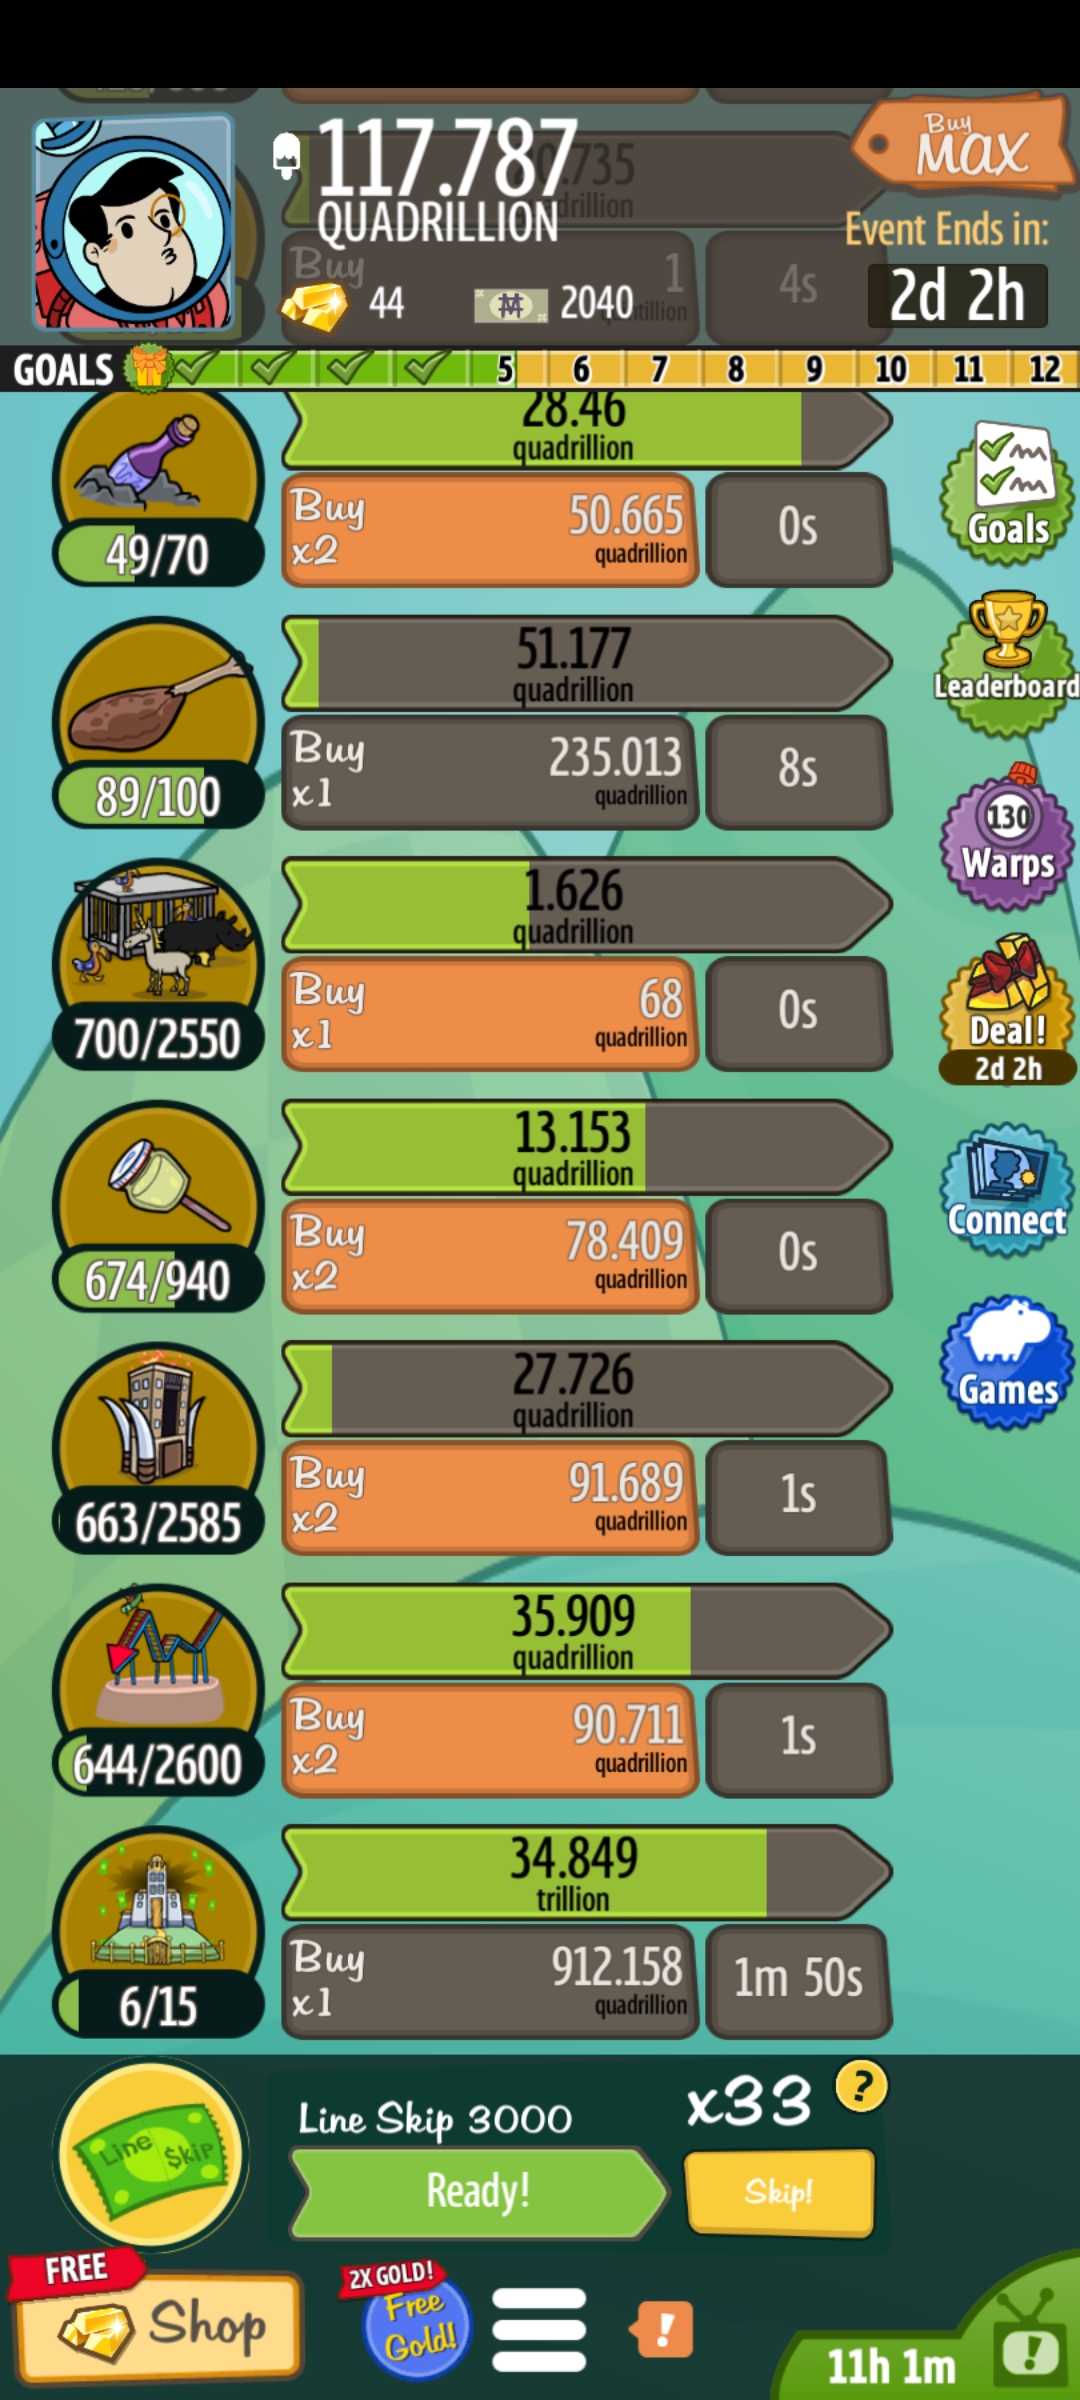 117.787
QUADRILLION
Buy
MAX
Event Ends in:
2d 2h
Buy
1
4s
44
2040
GOALS
5 6 7 8 9 10 11 12
28.46
quadrillion
49/70
Buy
x2
50.665
quadrillion
0s
Goals
51.177
quadrillion
89/100
Buy
x1
235.013
quadrillion
8s
Leaderboard
130
Warps
1.626
quadrillion
700/2550
Buy
x1
68
quadrillion
0s
Deal!
2d 2h
13.153
quadrillion
674/940
Buy
x2
78.409
quadrillion
0s
Connect
27.726
quadrillion
663/2585
Buy
x2
91.689
quadrillion
1s
Games
35.909
quadrillion
644/2600
Buy
x2
90.711
quadrillion
1s
34.849
trillion
6/15
Buy
x1
912.158
quadrillion
1m 50s
Line $kip
Line Skip 3000
x33
?
Ready!
Skip!
FREE
Shop
2X GOLD!
Free
Gold!
!
11h 1m
!